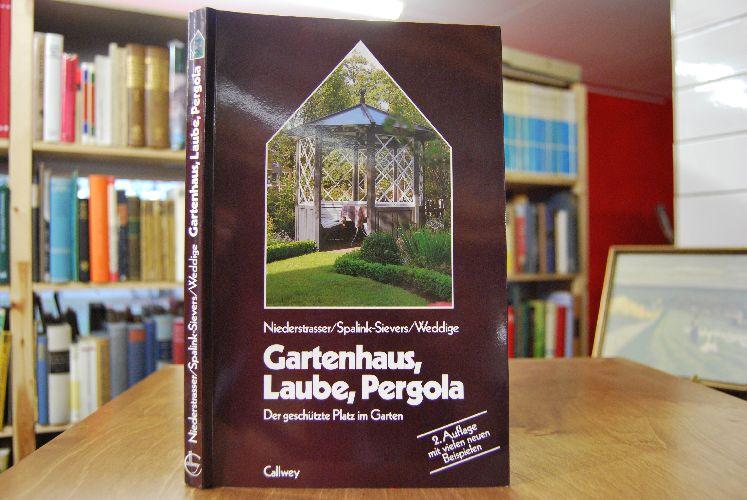 Niederstrasser/Spalink-Sievers/Weddige Gartenhaus, Laube, Pergola
Niederstrasser/Spalink-Sievers/Weddige
Gartenhaus,
Laube, Pergola
Der geschützte Platz im Garten
2. Auflage
mit vielen neuen
Beispielen
Callwey